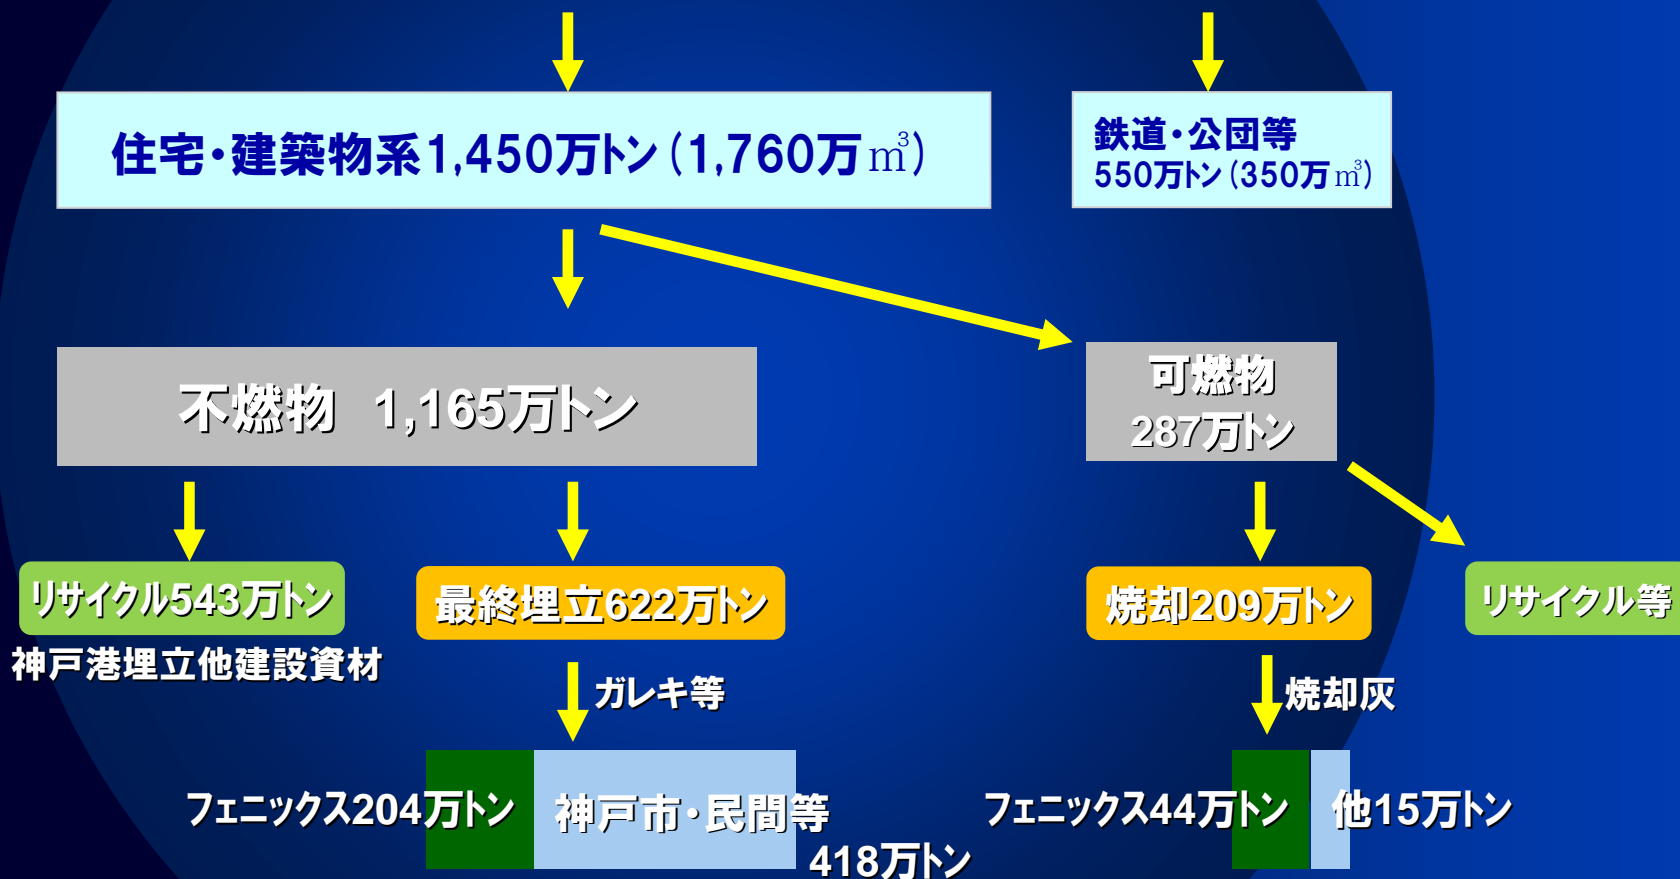 住宅・建築物系1,450万トン(1,760万㎥)
鉄道・公団等
550万トン(350万㎥)
不燃物　1,165万トン
可燃物
287万トン
リサイクル543万トン
最終埋立622万トン
焼却209万トン
リサイクル等
神戸港埋立他建設資材
ガレキ等
焼却灰
フェニックス204万トン
神戸市・民間等
418万トン
フェニックス44万トン
他15万トン